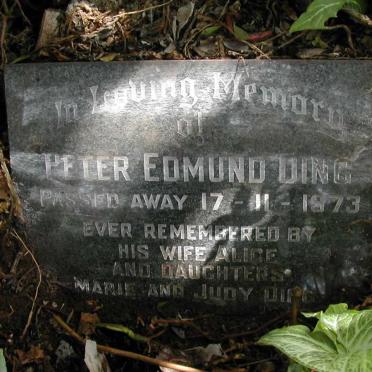 In Loving Memory
of
PETER EDMUND DING
PASSED AWAY 17-11-1973
EVER REMEMBERED BY
HIS WIFE ALICE
AND DAUGHTERS
MARIE AND JUDY DING